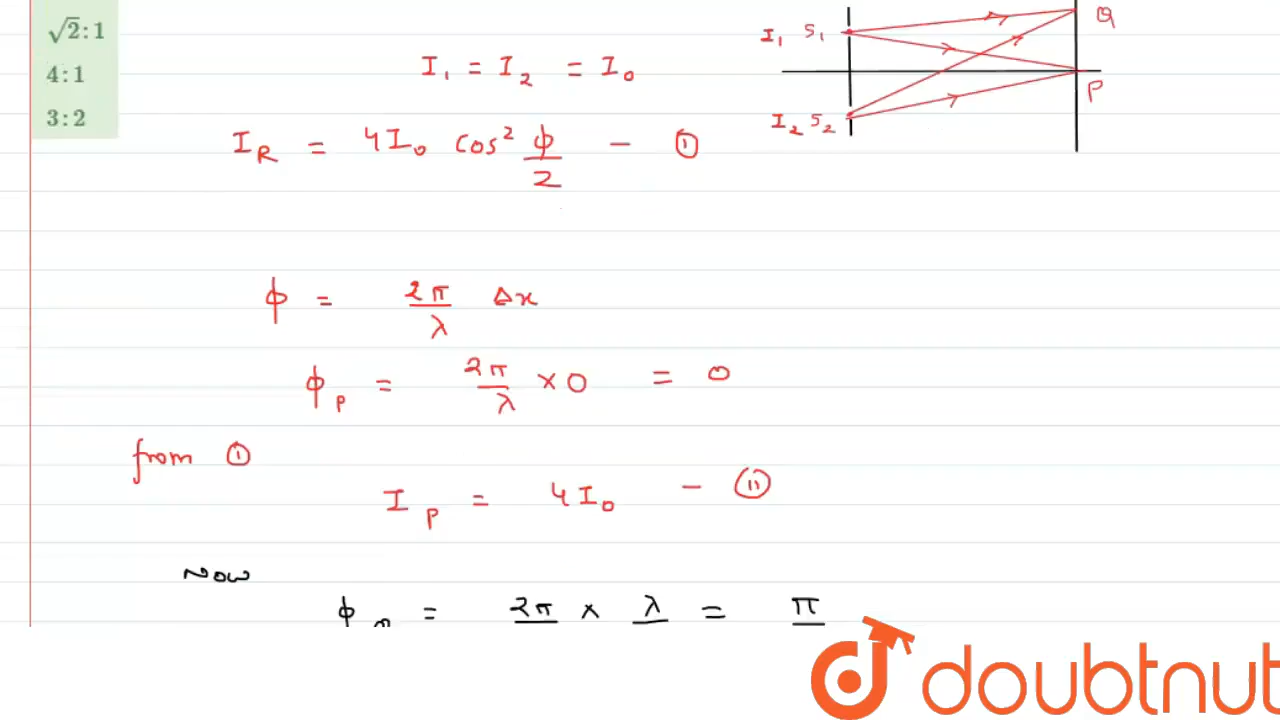 √2 : 1
4 : 1
3 : 2
I₁ S₁
Q
I₁ = I₂ = I₀
P
I₂ S₂
I_R = 4I₀ cos² ϕ/2 – ①
ϕ = 2π/λ Δx
ϕ_P = 2π/λ × 0 = 0
from ①
I_P = 4I₀ – ⑪
Now
ϕ = 2π × λ = π
doubtnut